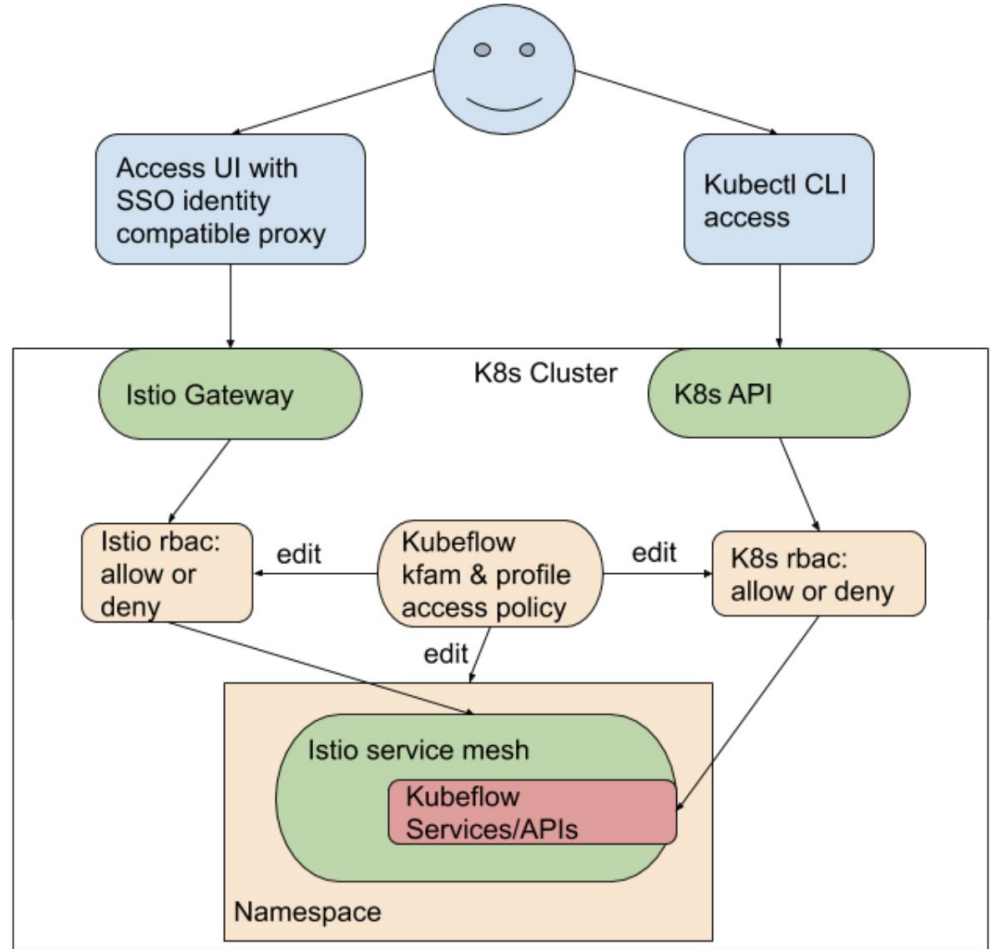 Access UI with
SSO identity
compatible proxy
Kubectl CLI
access
K8s Cluster
Istio Gateway
K8s API
Istio rbac:
allow or
deny
edit
Kubeflow
kfam & profile
access policy
edit
K8s rbac:
allow or deny
edit
Istio service mesh
Kubeflow
Services/APIs
Namespace